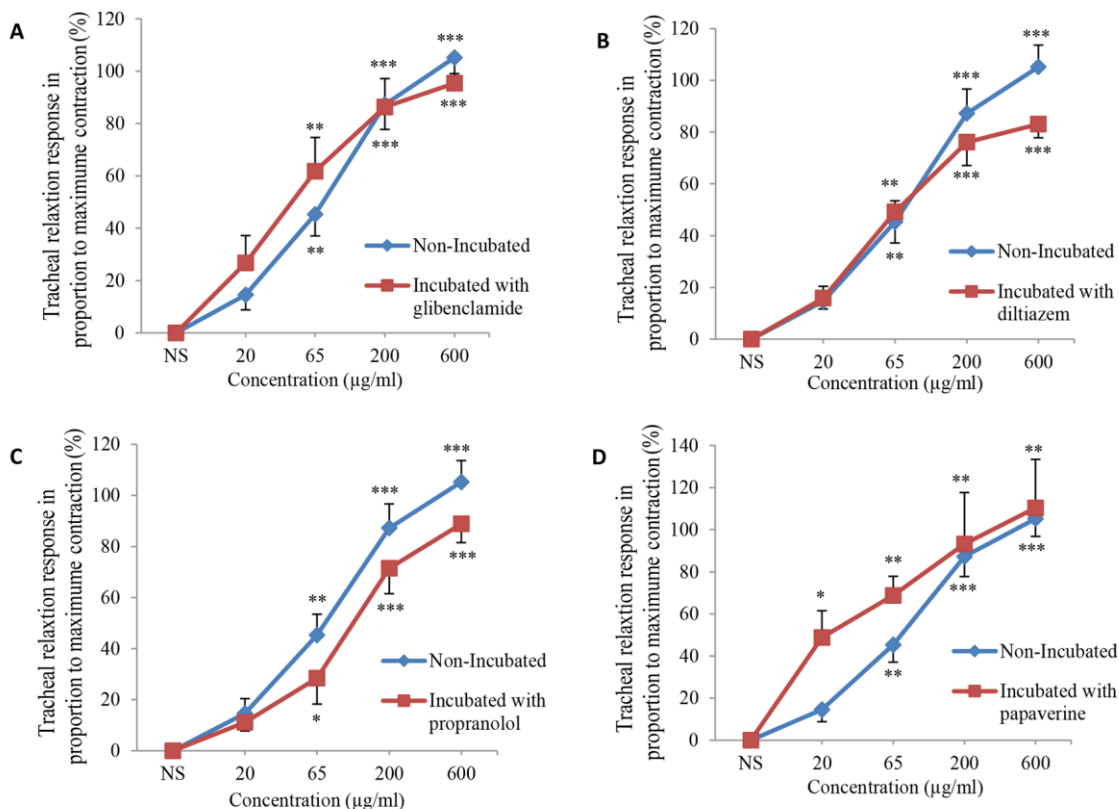 A
Tracheal relaxtion response in
proportion to maximume contraction (%)
120
100
80
60
40
20
0
***
***
**
***
***
**
Non-Incubated
Incubated with
glibenclamide
NS
20
65
200
600
Concentration (µg/ml)
B
Tracheal relaxtion response in
proportion to maximume contraction (%)
120
100
80
60
40
20
0
***
***
**
***
***
**
Non-Incubated
Incubated with
diltiazem
NS
20
65
200
600
Concentration (µg/ml)
C
Tracheal relaxtion response in
proportion to maximume contraction (%)
120
100
80
60
40
20
0
***
***
**
***
***
*
Non-Incubated
Incubated with
propranolol
NS
20
65
200
600
Concentration (µg/ml)
D
Tracheal relaxtion response in
proportion to maximume contraction (%)
140
120
100
80
60
40
20
0
**
**
**
*
***
***
**
Non-Incubated
Incubated with
papaverine
NS
20
65
200
600
Concentration (µg/ml)